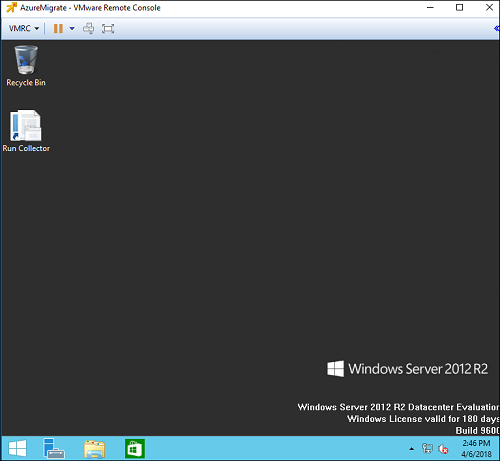 AzureMigrate - VMware Remote Console
VMRC
Recycle Bin
Run Collector
Windows Server 2012 R2
Windows Server 2012 R2 Datacenter Evaluation
Windows License valid for 180 days
Build 9600
2:46 PM
4/6/2018